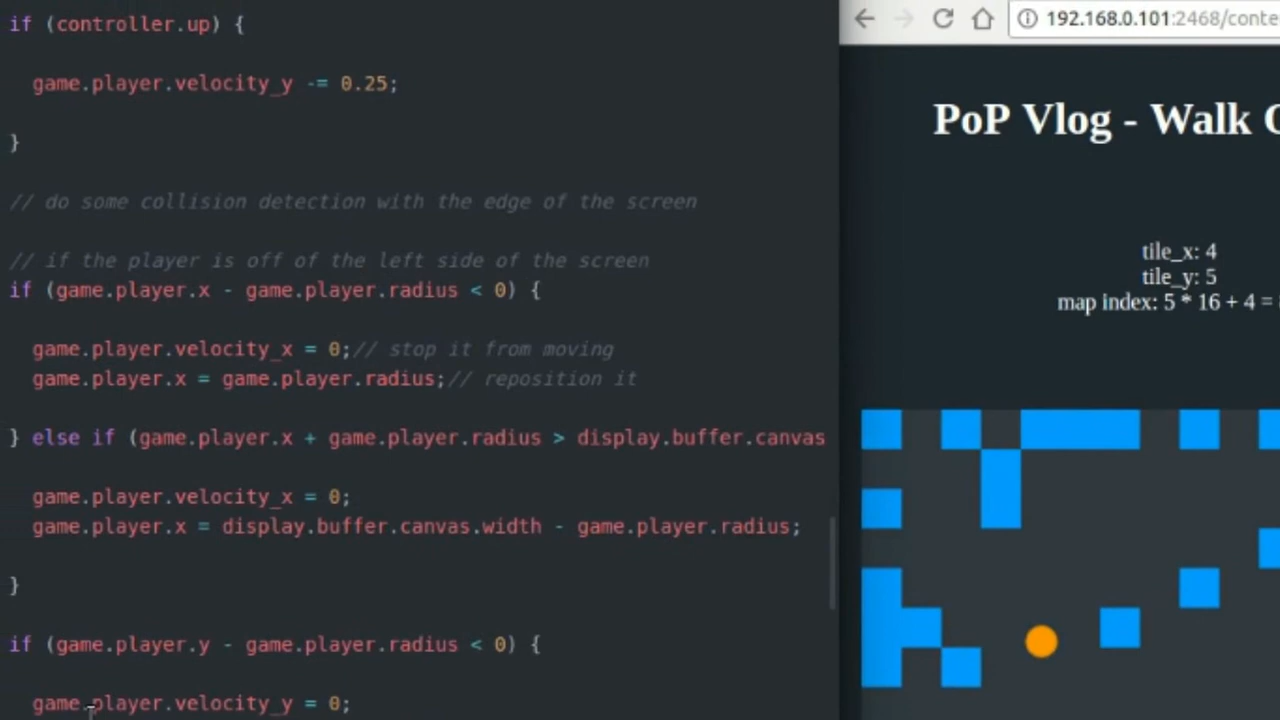 if (controller.up) {
game.player.velocity_y -= 0.25;
}
// do some collision detection with the edge of the screen
// if the player is off of the left side of the screen
if (game.player.x - game.player.radius < 0) {
game.player.velocity_x = 0;// stop it from moving
game.player.x = game.player.radius;// reposition it
} else if (game.player.x + game.player.radius > display.buffer.canvas
game.player.velocity_x = 0;
game.player.x = display.buffer.canvas.width - game.player.radius;
}
if (game.player.y - game.player.radius < 0) {
game.player.velocity_y = 0;
192.168.0.101:2468/conte
PoP Vlog - Walk
tile_x: 4
tile_y: 5
map index: 5 * 16 + 4 =